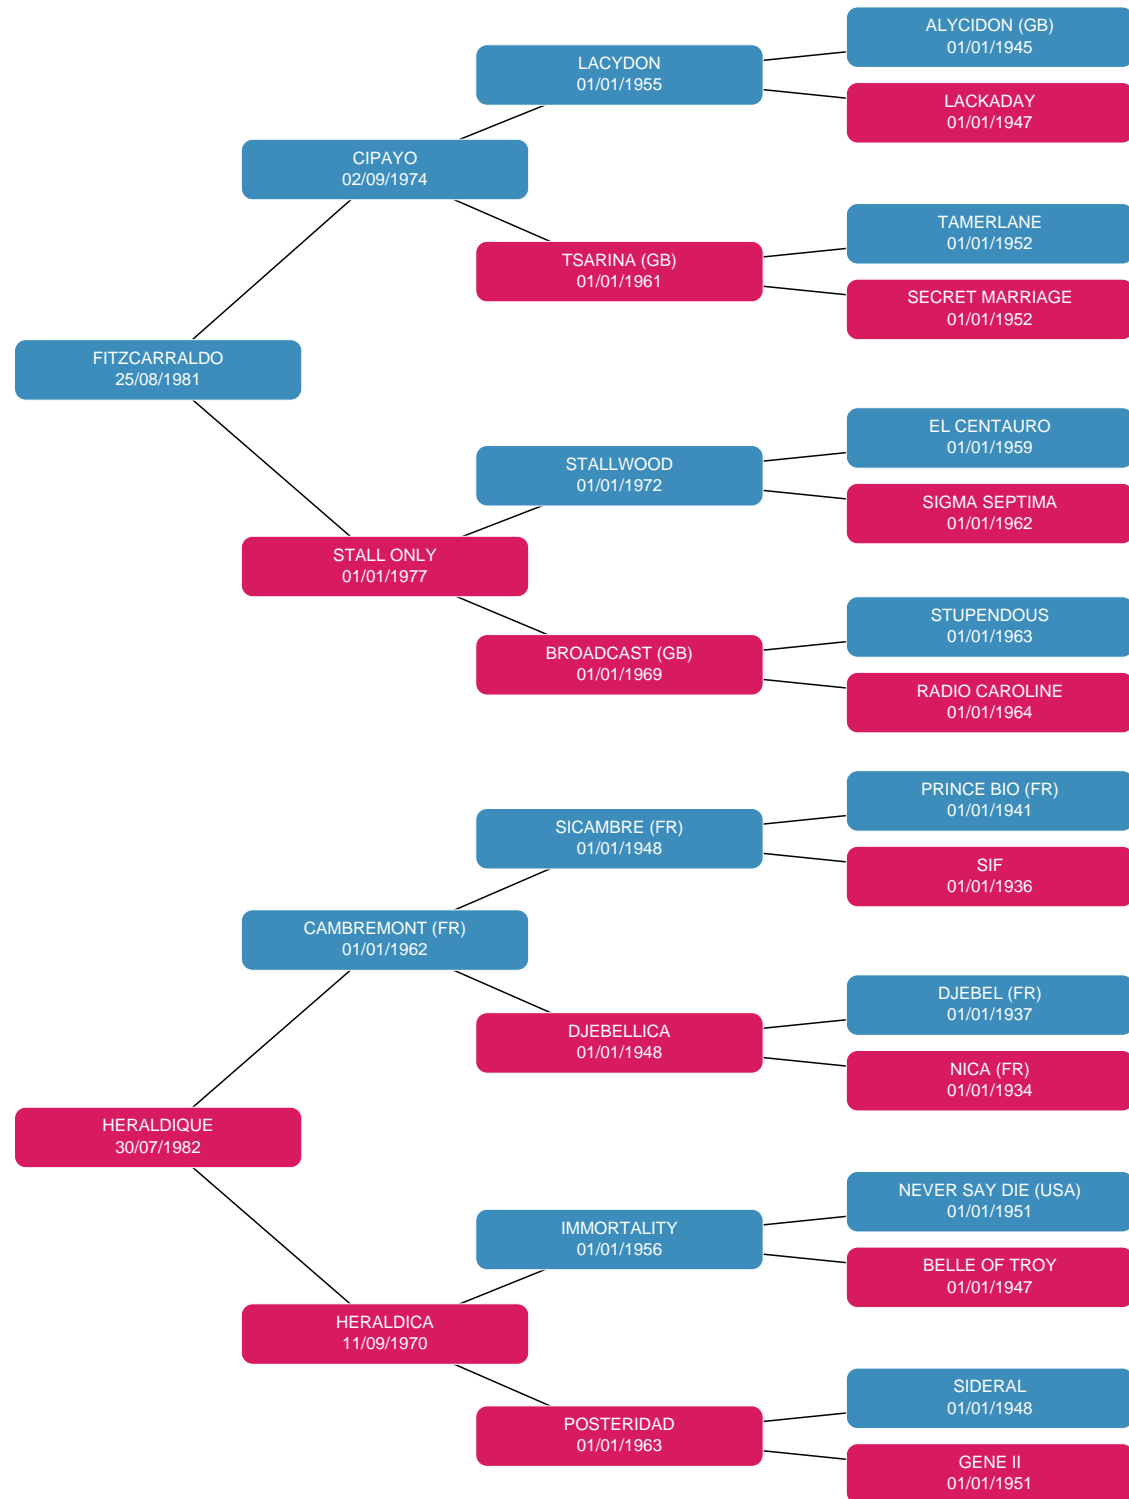 ALYCIDON (GB)
01/01/1945
LACYDON
01/01/1955
LACKADAY
01/01/1947
CIPAYO
02/09/1974
TAMERLANE
01/01/1952
TSARINA (GB)
01/01/1961
SECRET MARRIAGE
01/01/1952
FITZCARRALDO
25/08/1981
EL CENTAURO
01/01/1959
STALLWOOD
01/01/1972
SIGMA SEPTIMA
01/01/1962
STALL ONLY
01/01/1977
STUPENDOUS
01/01/1963
BROADCAST (GB)
01/01/1969
RADIO CAROLINE
01/01/1964
PRINCE BIO (FR)
01/01/1941
SICAMBRE (FR)
01/01/1948
SIF
01/01/1936
CAMBREMONT (FR)
01/01/1962
DJEBEL (FR)
01/01/1937
DJEBELLICA
01/01/1948
NICA (FR)
01/01/1934
HERALDIQUE
30/07/1982
NEVER SAY DIE (USA)
01/01/1951
IMMORTALITY
01/01/1956
BELLE OF TROY
01/01/1947
HERALDICA
11/09/1970
SIDERAL
01/01/1948
POSTERIDAD
01/01/1963
GENE II
01/01/1951